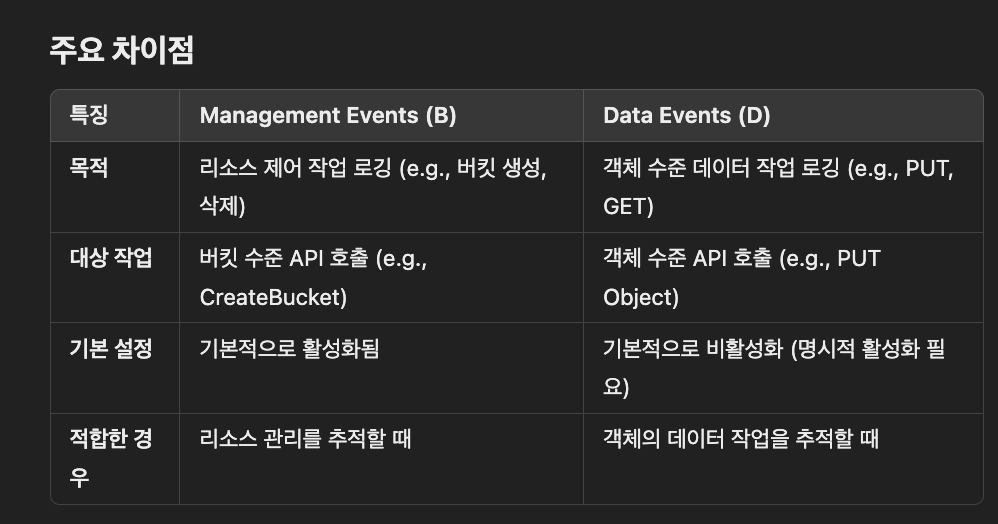 주요 차이점
특징 Management Events (B) Data Events (D)
목적 리소스 제어 작업 로깅 (e.g., 버킷 생성, 객체 수준 데이터 작업 로깅 (e.g., PUT,
삭제) GET)
대상 작업 버킷 수준 API 호출 (e.g., 객체 수준 API 호출 (e.g., PUT
CreateBucket) Object)
기본 설정 기본적으로 활성화됨 기본적으로 비활성화 (명시적 활성화 필
요)
적합한 경 리소스 관리를 추적할 때 객체의 데이터 작업을 추적할 때
우